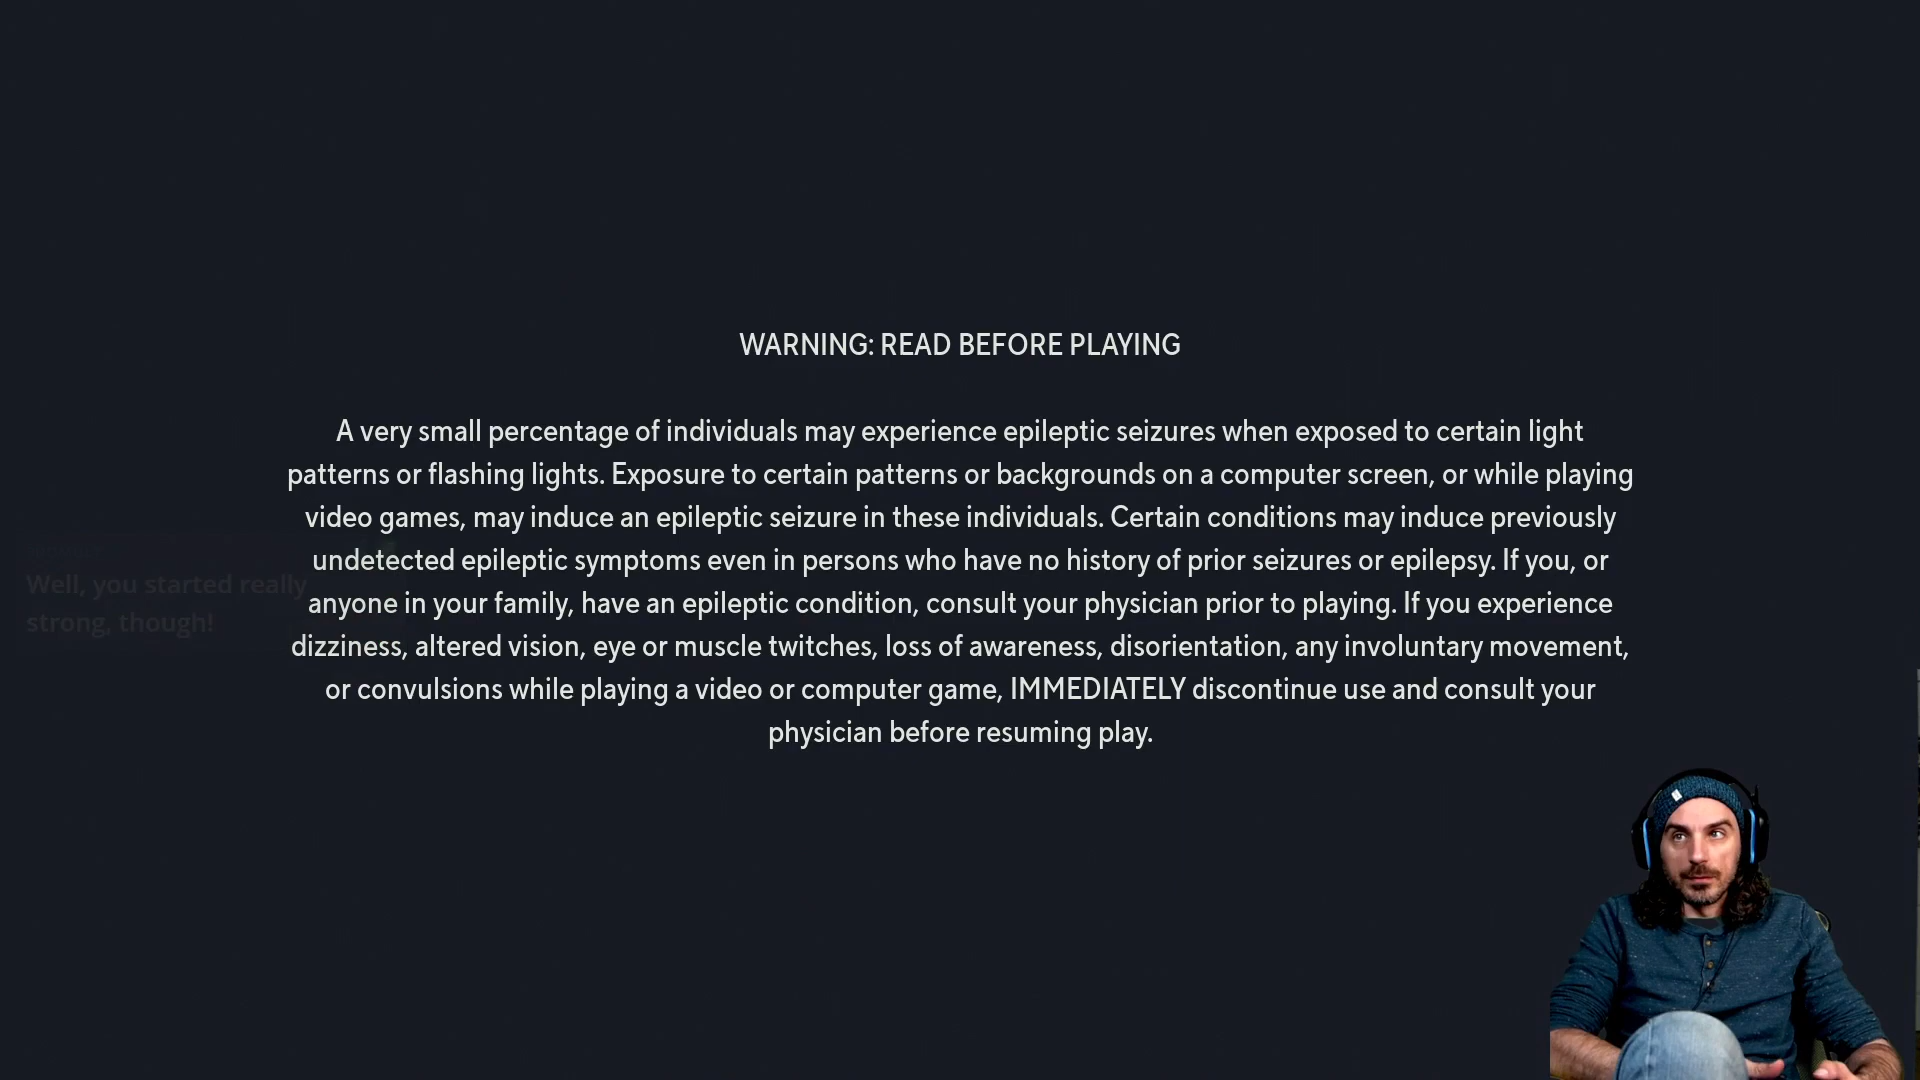 WARNING: READ BEFORE PLAYING
A very small percentage of individuals may experience epileptic seizures when exposed to certain light
patterns or flashing lights. Exposure to certain patterns or backgrounds on a computer screen, or while playing
video games, may induce an epileptic seizure in these individuals. Certain conditions may induce previously
undetected epileptic symptoms even in persons who have no history of prior seizures or epilepsy. If you, or
anyone in your family, have an epileptic condition, consult your physician prior to playing. If you experience
dizziness, altered vision, eye or muscle twitches, loss of awareness, disorientation, any involuntary movement,
or convulsions while playing a video or computer game, IMMEDIATELY discontinue use and consult your
physician before resuming play.
Well, you started really
strong, though!